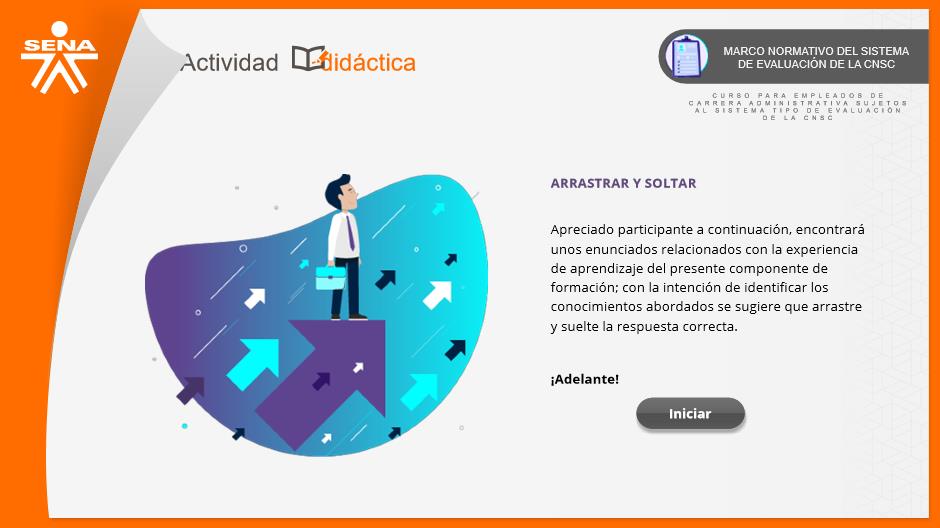 SENA
Actividad didáctica
MARCO NORMATIVO DEL SISTEMA
DE EVALUACIÓN DE LA CNSC
CURSO PARA EMPLEADOS DE
CARRERA ADMINISTRATIVA SUJETOS
AL SISTEMA TIPO DE EVALUACIÓN
DE LA CNSC
ARRASTRAR Y SOLTAR
Apreciado participante a continuación, encontrará
unos enunciados relacionados con la experiencia
de aprendizaje del presente componente de
formación; con la intención de identificar los
conocimientos abordados se sugiere que arrastre
y suelte la respuesta correcta.
¡Adelante!
Iniciar